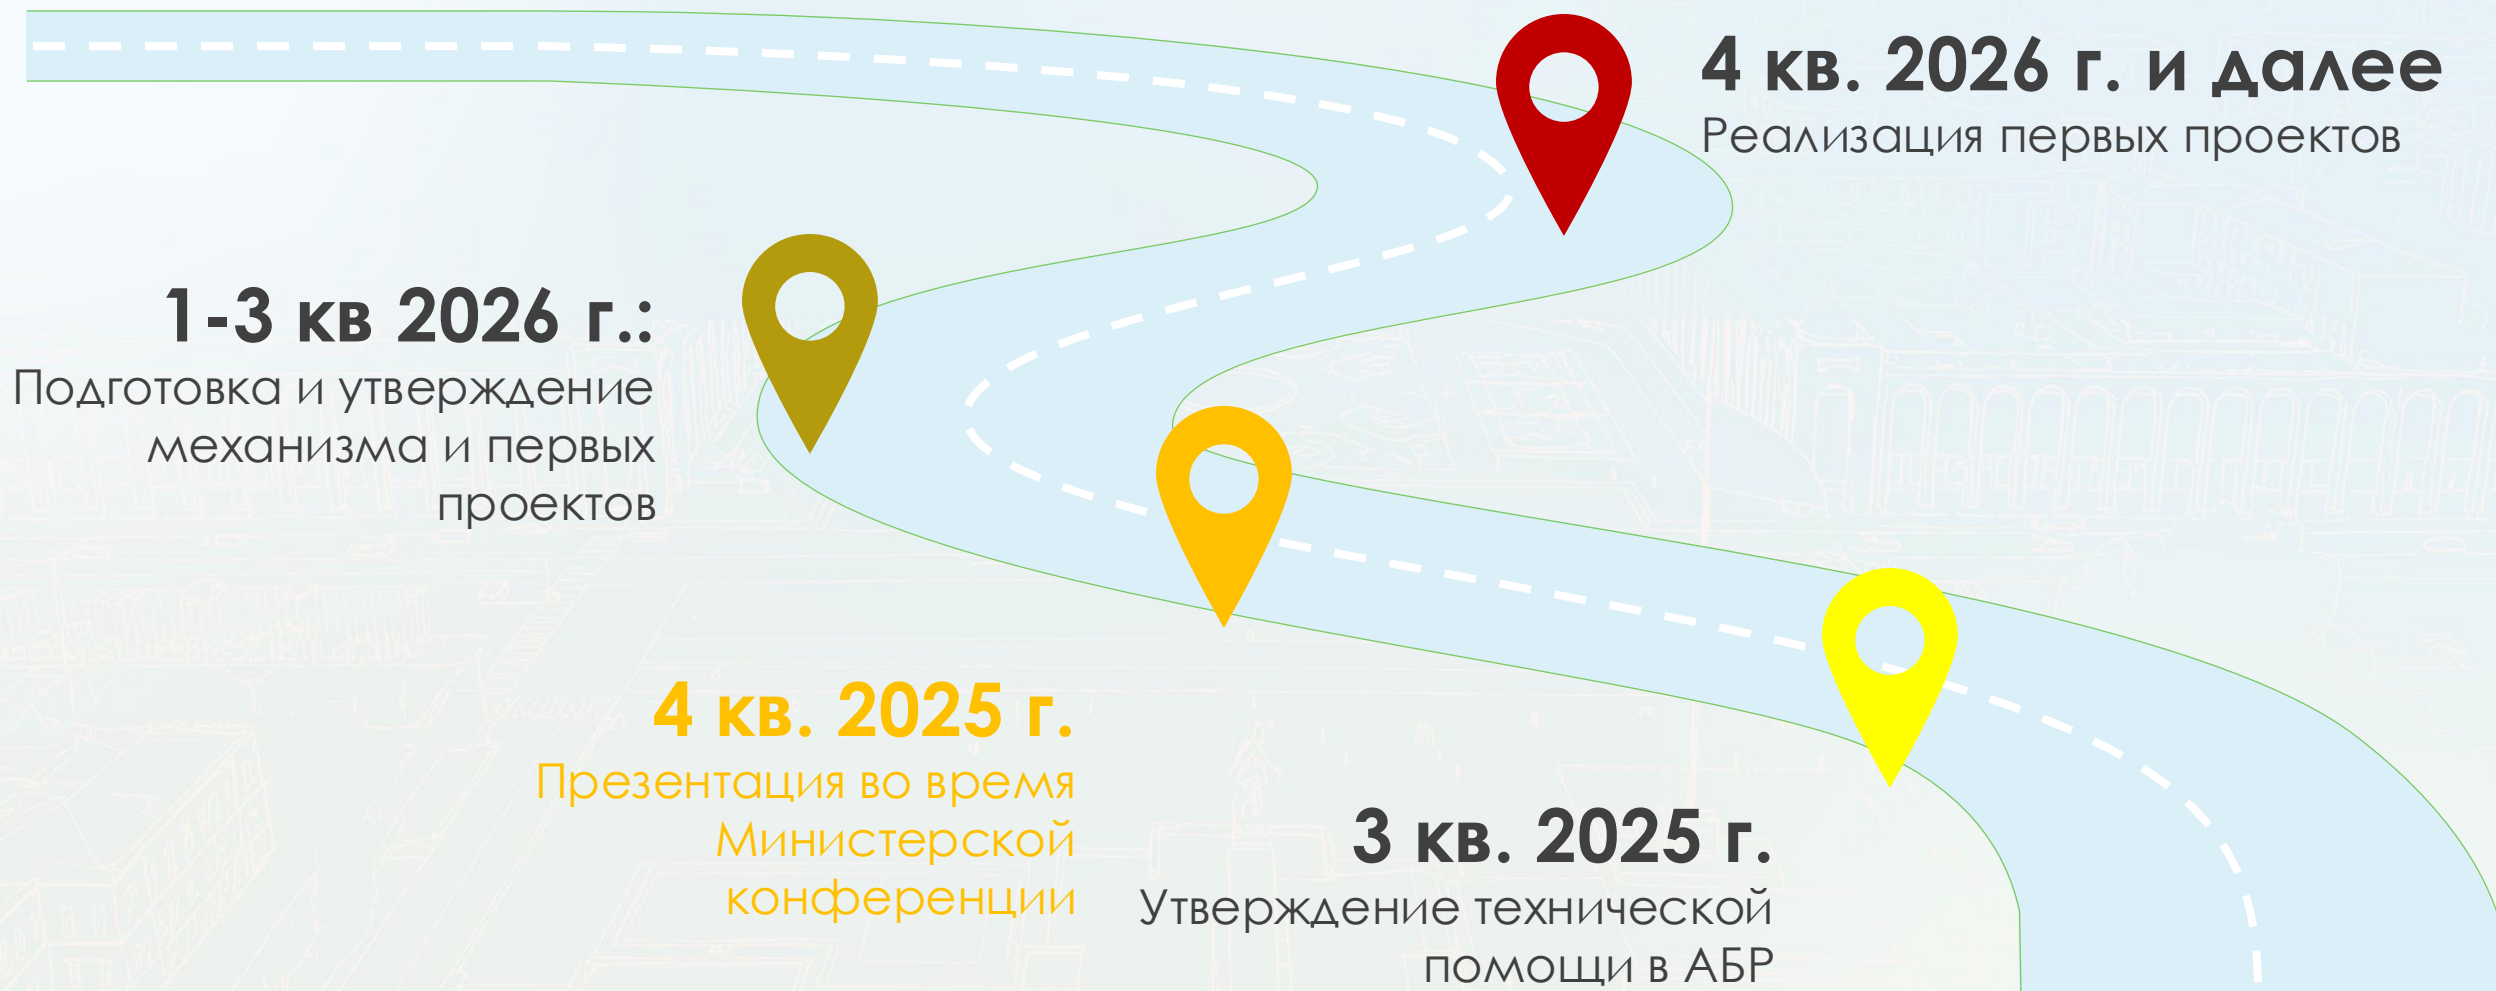 4 кв. 2026 г. и далее
Реализация первых проектов
1-3 кв 2026 г.:
Подготовка и утверждение
механизма и первых
проектов
4 кв. 2025 г.
Презентация во время
Министерской
конференции
3 кв. 2025 г.
Утверждение технической
помощи в АБР